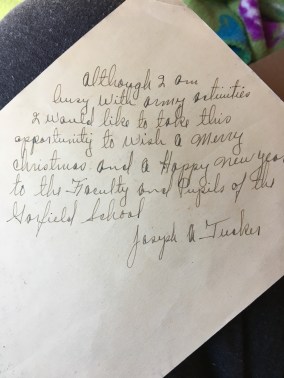 Although I am
busy with army activities
I would like to take this
opportunity to wish a Merry
Christmas and a Happy New Year
to the Faculty and Pupils of the
Garfield School
Joseph A Tucker